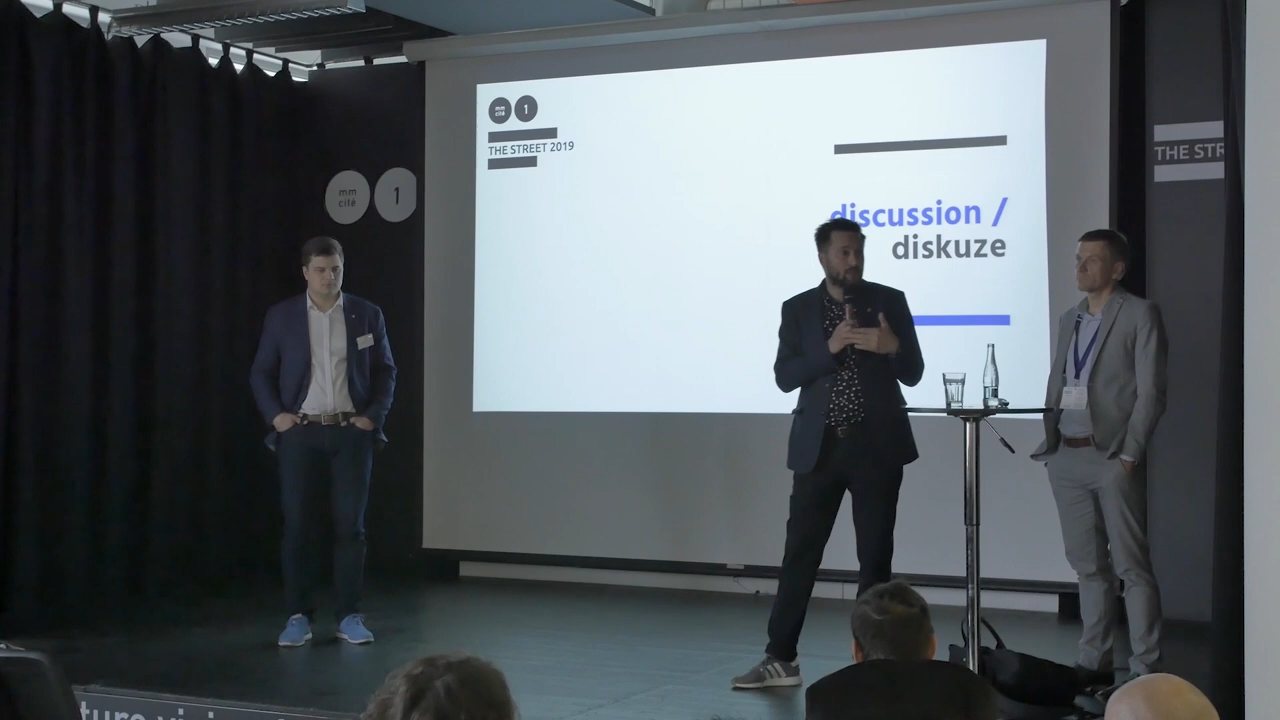 mm
cité
1
THE STREET 2019
discussion /
diskuze
mm
cité
1
THE STR